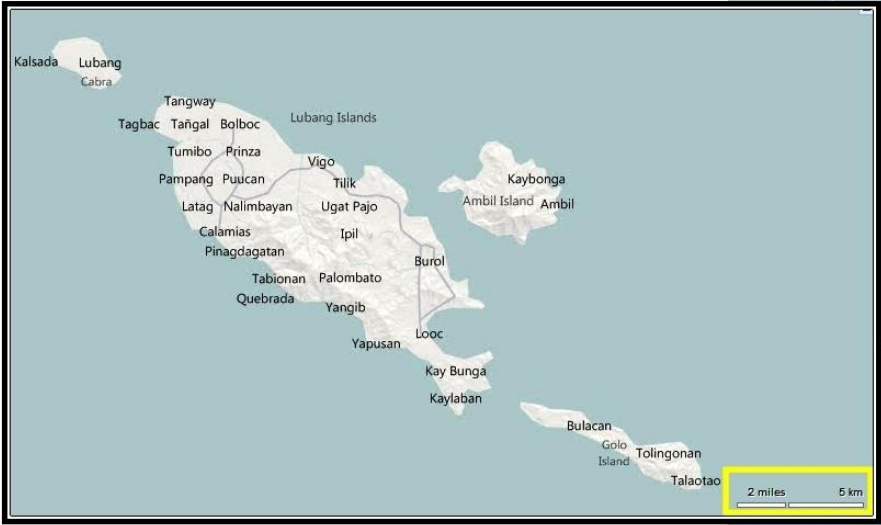 Kalsada
Lubang
Cabra
Tangway
Lubang Islands
Tagbac
Tañgal
Bolboc
Tumibo
Prinza
Vigo
Pampang
Puucan
Tilik
Kaybonga
Latag
Nalimbayan
Ugat Pajo
Ambil Island
Ambil
Calamias
Ipil
Pinagdagatan
Burol
Tabionan
Palombato
Quebrada
Yangib
Looc
Yapusan
Kay Bunga
Kaylaban
Bulacan
Golo
Island
Tolingonan
Talaotao
2 miles
5 km